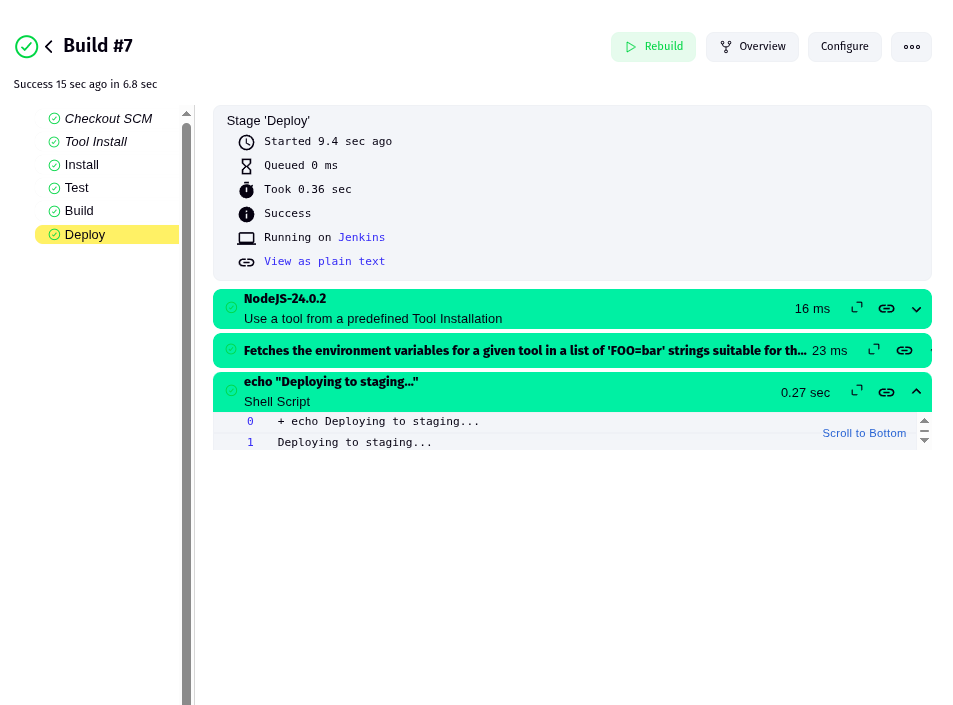 Build #7
Rebuild
Overview
Configure
Success 15 sec ago in 6.8 sec
Checkout SCM
Tool Install
Install
Test
Build
Deploy
Stage 'Deploy'
Started 9.4 sec ago
Queued 0 ms
Took 0.36 sec
Success
Running on Jenkins
View as plain text
NodeJS-24.0.2
Use a tool from a predefined Tool Installation
16 ms
Fetches the environment variables for a given tool in a list of 'FOO=bar' strings suitable for th...
23 ms
echo "Deploying to staging..."
Shell Script
0.27 sec
0 + echo Deploying to staging...
1 Deploying to staging...
Scroll to Bottom